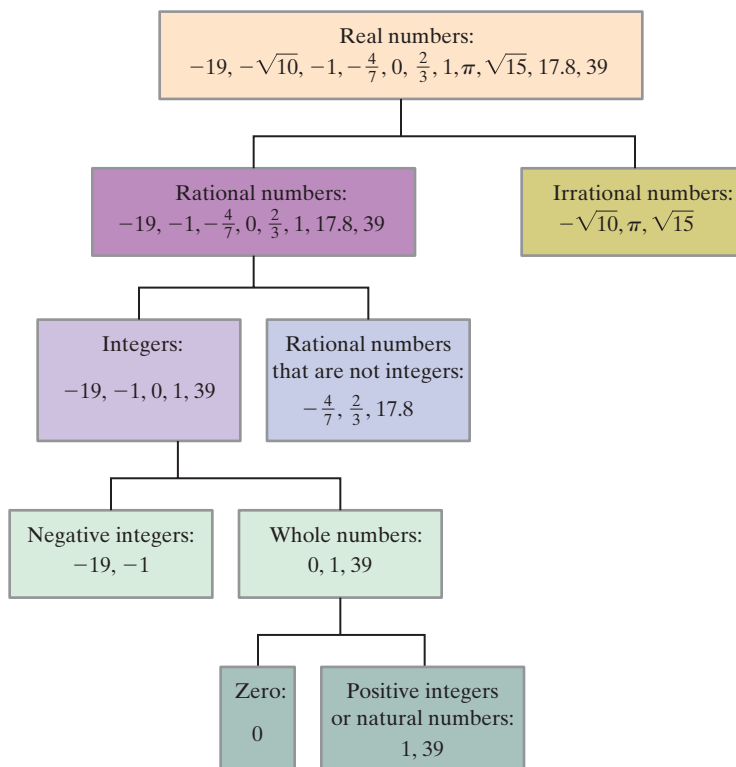 Real numbers:
−19, −√10, −1, −4/7, 0, 2/3, 1, π, √15, 17.8, 39
Rational numbers:
−19, −1, −4/7, 0, 2/3, 1, 17.8, 39
Irrational numbers:
−√10, π, √15
Integers:
−19, −1, 0, 1, 39
Rational numbers
that are not integers:
−4/7, 2/3, 17.8
Negative integers:
−19, −1
Whole numbers:
0, 1, 39
Zero:
0
Positive integers
or natural numbers:
1, 39